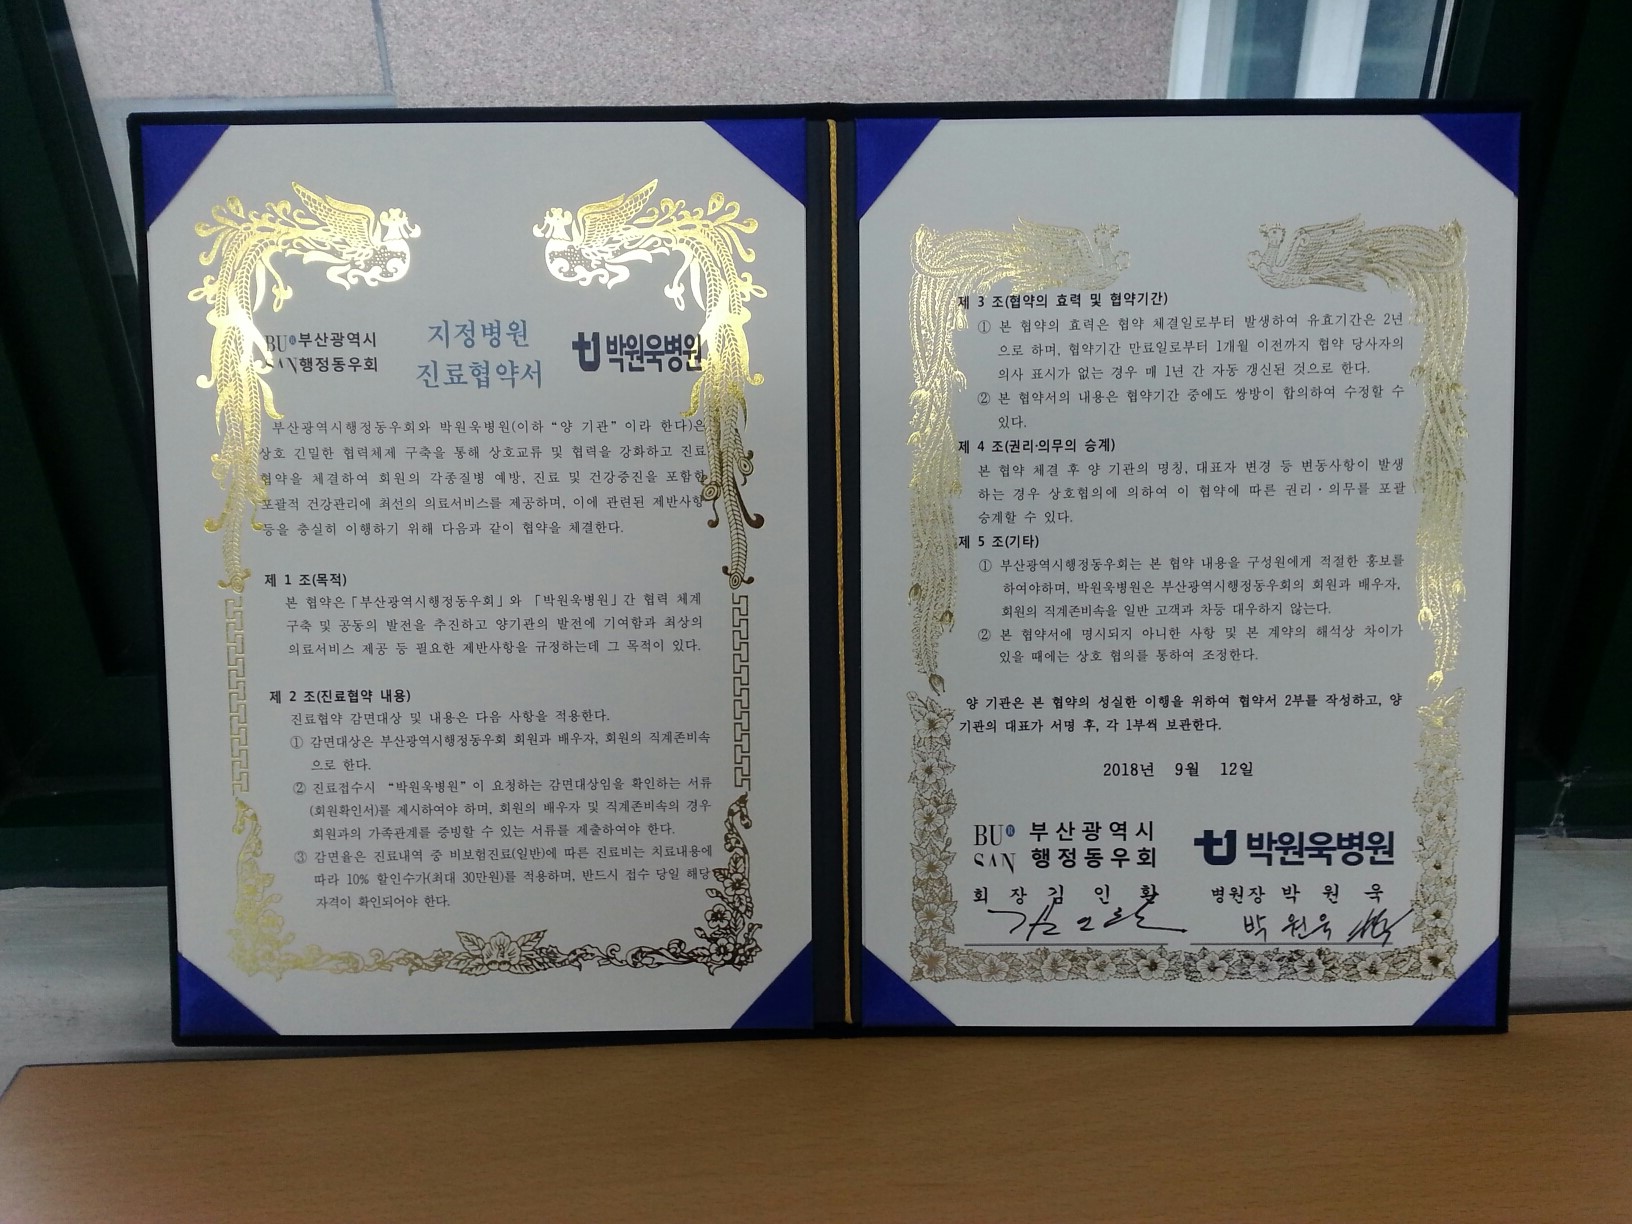 BU 부산광역시
SAN 행정동우회
지정병원
진료협약서
박원욱병원
부산광역시행정동우회와 박원욱병원(이하 “양 기관” 이라 한다)은
상호 긴밀한 협력체제 구축을 통해 상호교류 및 협력을 강화하고 진료
협약을 체결하여 회원의 각종질병 예방, 진료 및 건강증진을 포함한
포괄적 건강관리에 최선의 의료서비스를 제공하며, 이에 관련된 제반사항
등을 충실히 이행하기 위해 다음과 같이 협약을 체결한다.
제 1 조(목적)
본 협약은「부산광역시행정동우회」와 「박원욱병원」간 협력 체계
구축 및 공동의 발전을 추진하고 양기관의 발전에 기여함과 최상의
의료서비스 제공 등 필요한 제반사항을 규정하는데 그 목적이 있다.
제 2 조(진료협약 내용)
진료협약 감면대상 및 내용은 다음 사항을 적용한다.
① 감면대상은 부산광역시행정동우회 회원과 배우자, 회원의 직계존비속
으로 한다.
② 진료접수시 “박원욱병원” 이 요청하는 감면대상임을 확인하는 서류
(회원확인서)를 제시하여야 하며, 회원의 배우자 및 직계존비속의 경우
회원과의 가족관계를 증빙할 수 있는 서류를 제출하여야 한다.
③ 감면율은 진료내역 중 비보험진료(일반)에 따른 진료비는 치료내용에
따라 10% 할인수가(최대 30만원)를 적용하며, 반드시 접수 당일 해당
자격이 확인되어야 한다.
제 3 조(협약의 효력 및 협약기간)
① 본 협약의 효력은 협약 체결일로부터 발생하여 유효기간은 2년
으로 하며, 협약기간 만료일로부터 1개월 이전까지 협약 당사자의
의사 표시가 없는 경우 매 1년 간 자동 갱신된 것으로 한다.
② 본 협약서의 내용은 협약기간 중에도 쌍방이 합의하여 수정할 수
있다.
제 4 조(권리·의무의 승계)
본 협약 체결 후 양 기관의 명칭, 대표자 변경 등 변동사항이 발생
하는 경우 상호협의에 의하여 이 협약에 따른 권리·의무를 포괄
승계할 수 있다.
제 5 조(기타)
① 부산광역시행정동우회는 본 협약 내용을 구성원에게 적절한 홍보를
하여야하며, 박원욱병원은 부산광역시행정동우회의 회원과 배우자,
회원의 직계존비속을 일반 고객과 차등 대우하지 않는다.
② 본 협약서에 명시되지 아니한 사항 및 본 계약의 해석상 차이가
있을 때에는 상호 협의를 통하여 조정한다.
양 기관은 본 협약의 성실한 이행을 위하여 협약서 2부를 작성하고, 양
기관의 대표가 서명 후, 각 1부씩 보관한다.
2018년 9월 12일
BU 부산광역시
SAN 행정동우회
박원욱병원
회 장 김 인 환
병원장 박 원 욱
김인환
박원욱